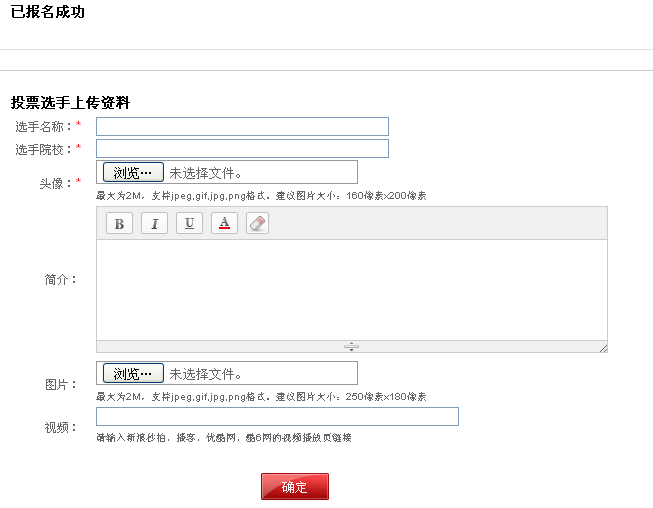 已报名成功
投票选手上传资料
选手名称：*
选手院校：*
头像：*
浏览… 未选择文件。
最大为2M，支持jpeg,gif,jpg,png格式。建议图片大小：160像素x200像素
B I U A
简介：
图片：
浏览… 未选择文件。
最大为2M，支持jpeg,gif,jpg,png格式。建议图片大小：250像素x180像素
视频：
请输入新浪秒拍、播客、优酷网、酷6网的视频播放页链接
确定